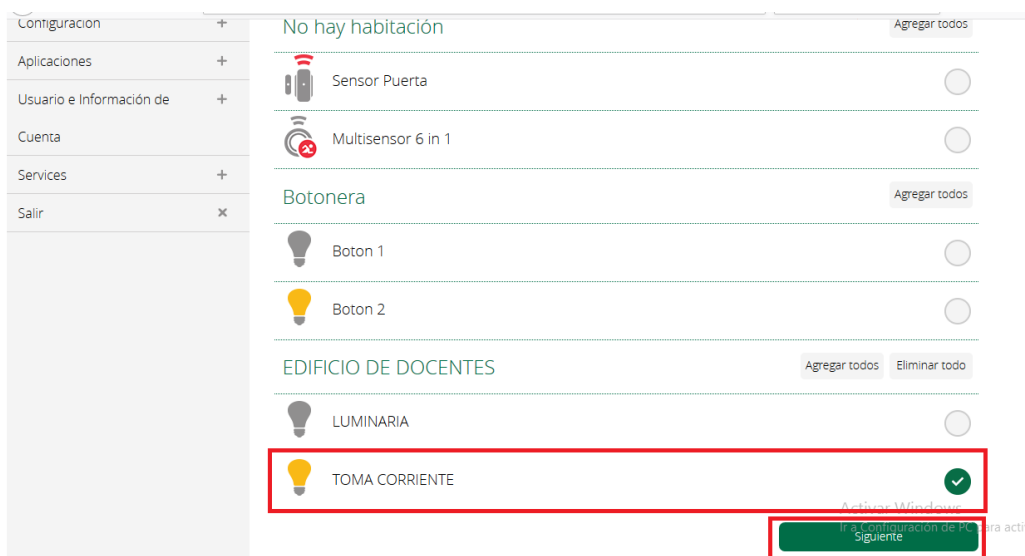 Configuración +
No hay habitación
Agregar todos
Aplicaciones +
Sensor Puerta
Usuario e Información de +
Cuenta
Multisensor 6 in 1
Services +
Botonera
Agregar todos
Salir ×
Boton 1
Boton 2
EDIFICIO DE DOCENTES
Agregar todos Eliminar todo
LUMINARIA
TOMA CORRIENTE
Activar Windows
Ir a Configuración de PC para acti
Siguiente